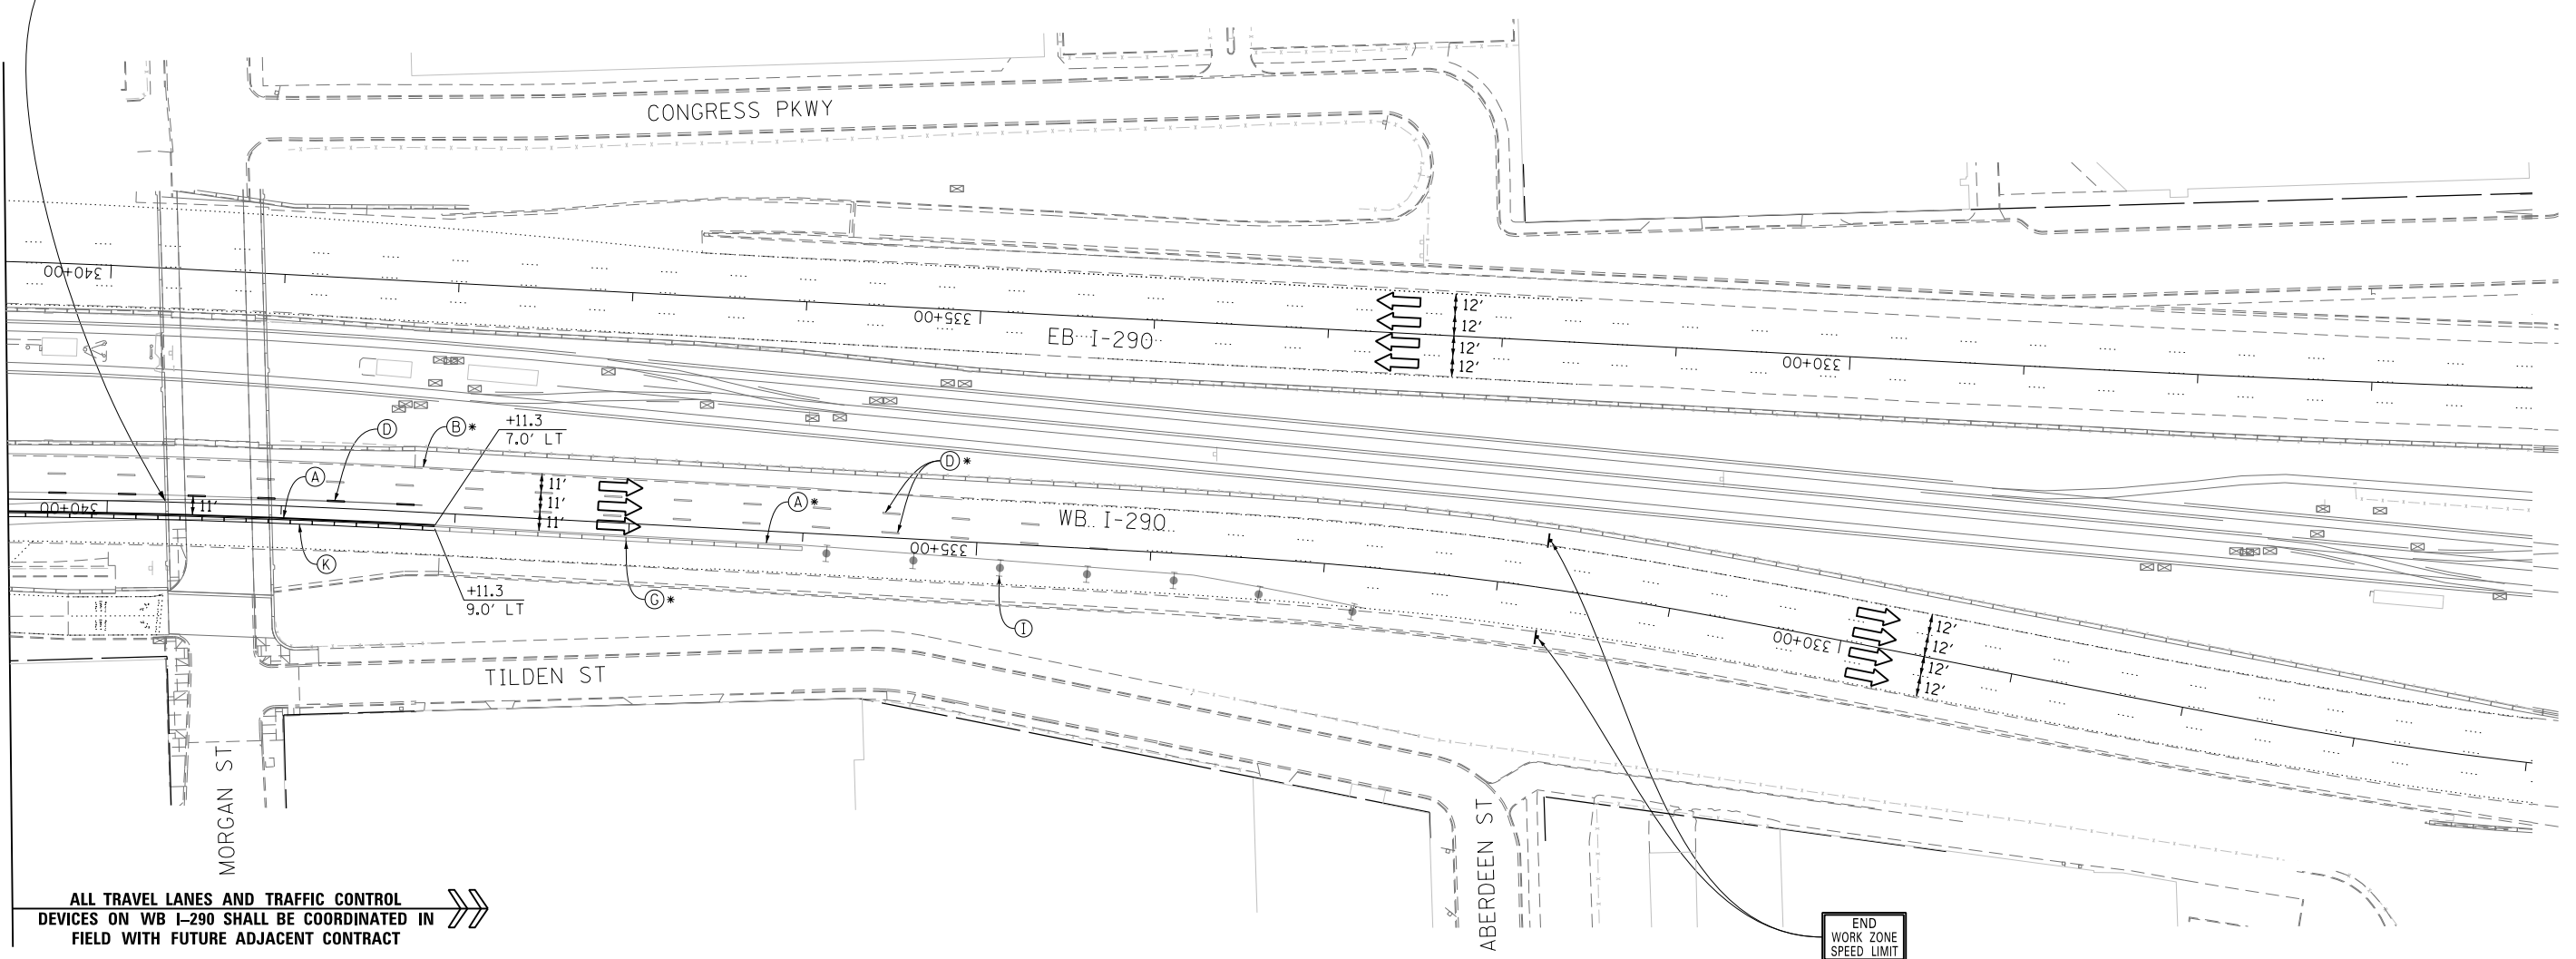 CONGRESS PKWY
340+00
335+00
EB I-290
12'
12'
12'
12'
330+00
+11.3
7.0' LT
D
B *
A
D *
11'
11'
11'
11'
A *
340+00
WB I-290
335+00
K
+11.3
9.0' LT
G *
I
330+00
12'
12'
12'
12'
TILDEN ST
MORGAN ST
ABERDEEN ST
ALL TRAVEL LANES AND TRAFFIC CONTROL
DEVICES ON WB I-290 SHALL BE COORDINATED IN
FIELD WITH FUTURE ADJACENT CONTRACT
END
WORK ZONE
SPEED LIMIT